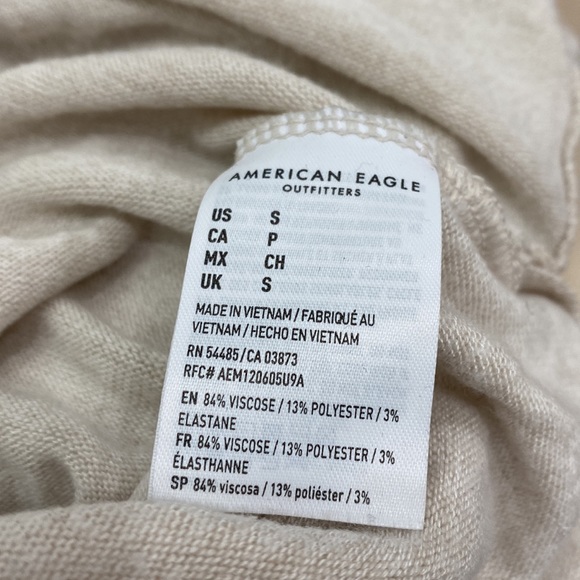 AMERICAN EAGLE
OUTFITTERS
US S
CA P
MX CH
UK S
MADE IN VIETNAM / FABRIQUÉ AU
VIETNAM / HECHO EN VIETNAM
RN 54485 / CA 03873
RFC# AEM120605U9A
EN 84% VISCOSE / 13% POLYESTER / 3%
ELASTANE
FR 84% VISCOSE / 13% POLYESTER / 3%
ÉLASTHANNE
SP 84% viscosa / 13% poliéster / 3%